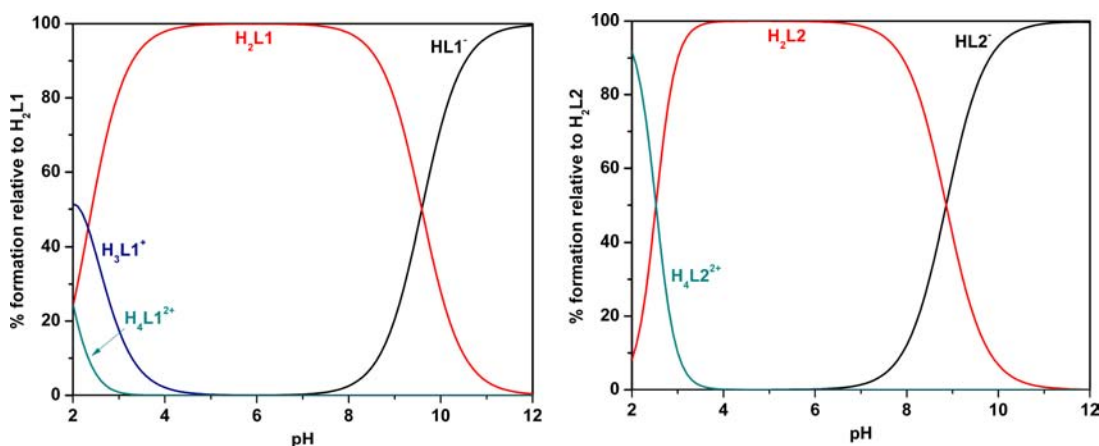 % formation relative to H₂L1
100
80
60
40
20
0
2
4
6
8
10
12
pH
H₂L1
HL1⁻
H₃L1⁺
H₄L1²⁺
% formation relative to H₂L2
100
80
60
40
20
0
2
4
6
8
10
12
pH
H₂L2
HL2⁻
H₄L2²⁺